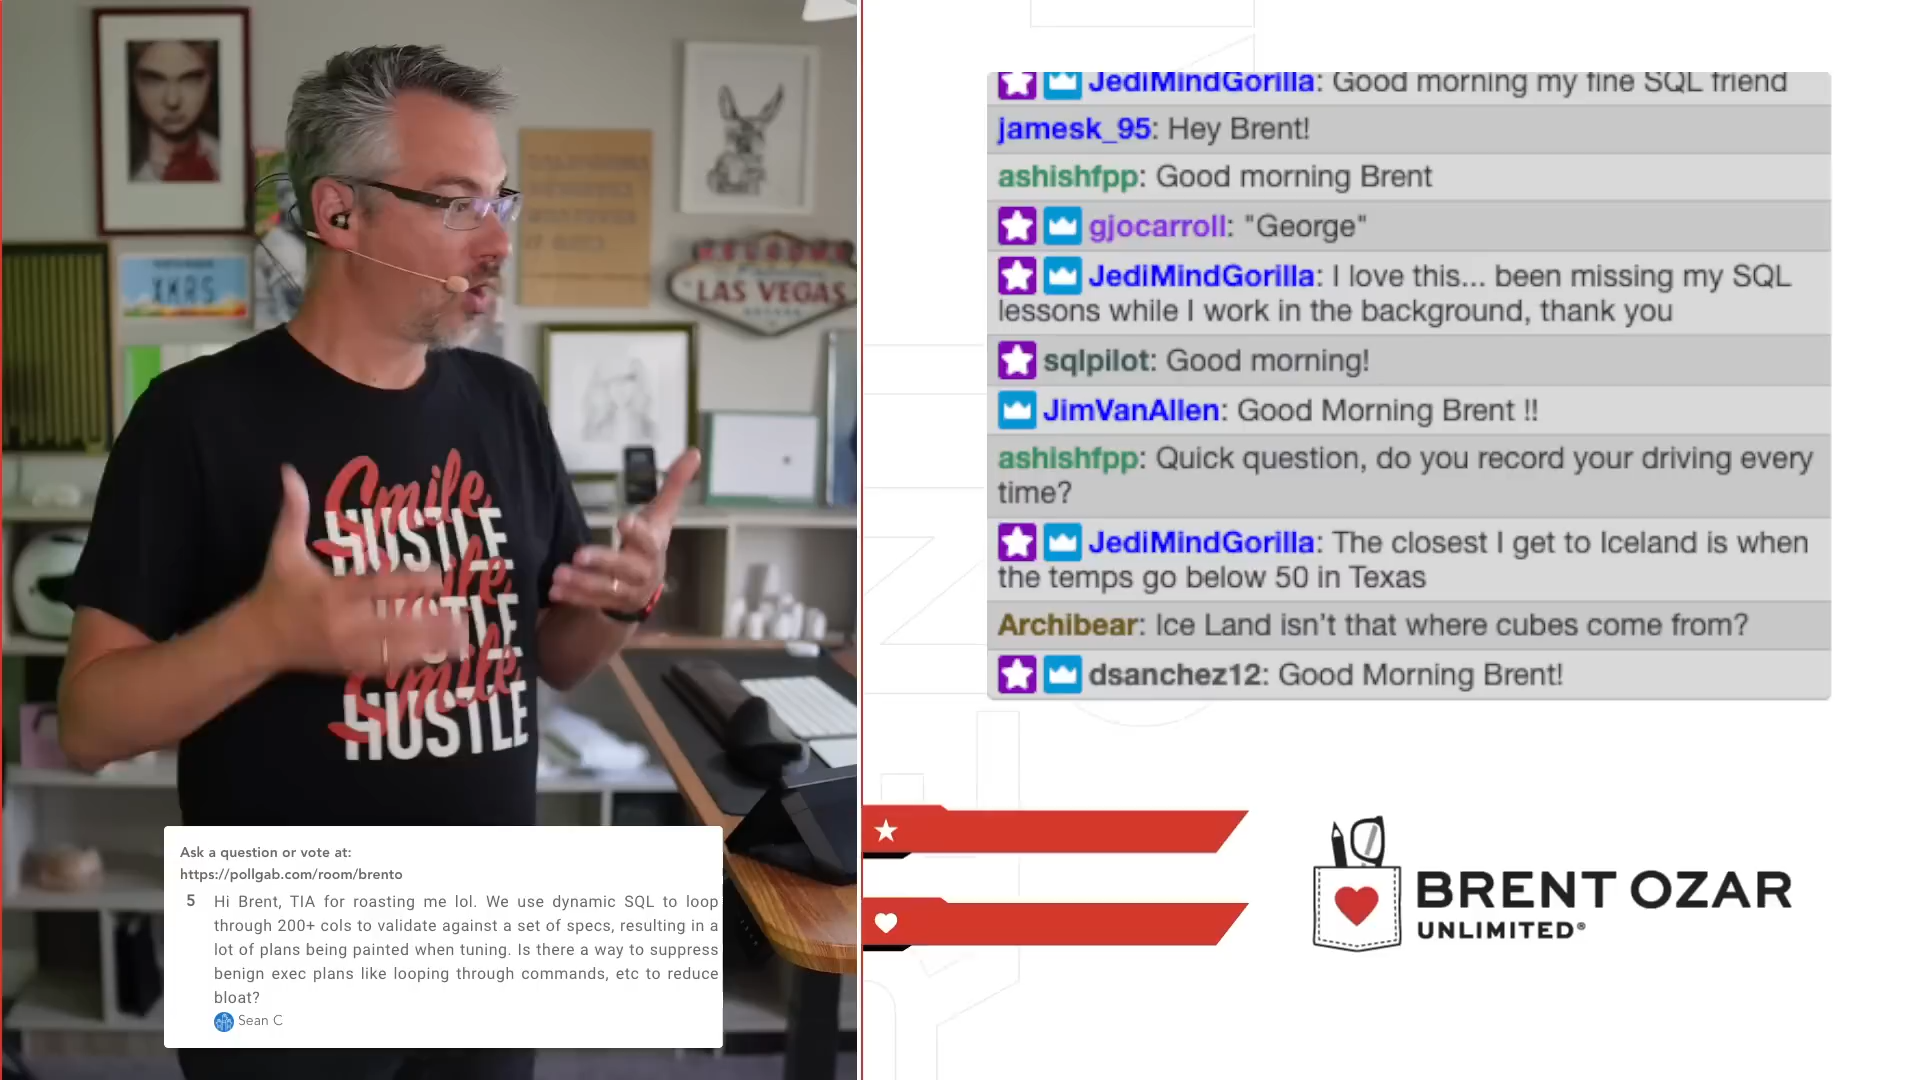 XKRS
WELCOME
LAS VEGAS
Smile,
HUSTLE
Smile,
HUSTLE
Smile,
HUSTLE
Ask a question or vote at:
https://pollgab.com/room/brento
5 Hi Brent, TIA for roasting me lol. We use dynamic SQL to loop
through 200+ cols to validate against a set of specs, resulting in a
lot of plans being painted when tuning. Is there a way to suppress
benign exec plans like looping through commands, etc to reduce
bloat?
Sean C
JediMindGorilla: Good morning my fine SQL friend
jamesk_95: Hey Brent!
ashishfpp: Good morning Brent
gjocarroll: "George"
JediMindGorilla: I love this... been missing my SQL
lessons while I work in the background, thank you
sqlpilot: Good morning!
JimVanAllen: Good Morning Brent !!
ashishfpp: Quick question, do you record your driving every
time?
JediMindGorilla: The closest I get to Iceland is when
the temps go below 50 in Texas
Archibear: Ice Land isn't that where cubes come from?
dsanchez12: Good Morning Brent!
BRENT OZAR
UNLIMITED®